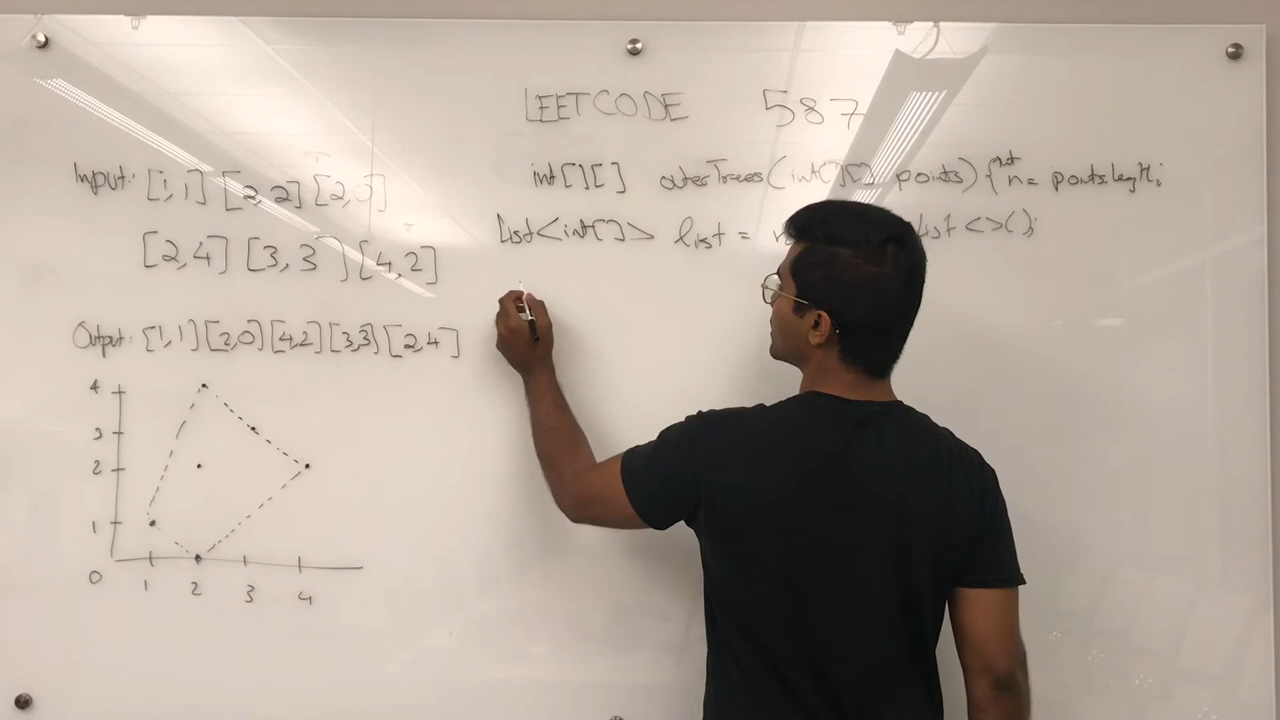 LEETCODE 587
Input: [1,1] [2,2] [2,0]
[2,4] [3,3] [4,2]
Output: [1,1] [2,0] [4,2] [3,3] [2,4]
4
3
2
1
0
1 2 3 4
int[][] outerTrees(int[][] points) { int n = points.length;
List<int[]> list = List<>();